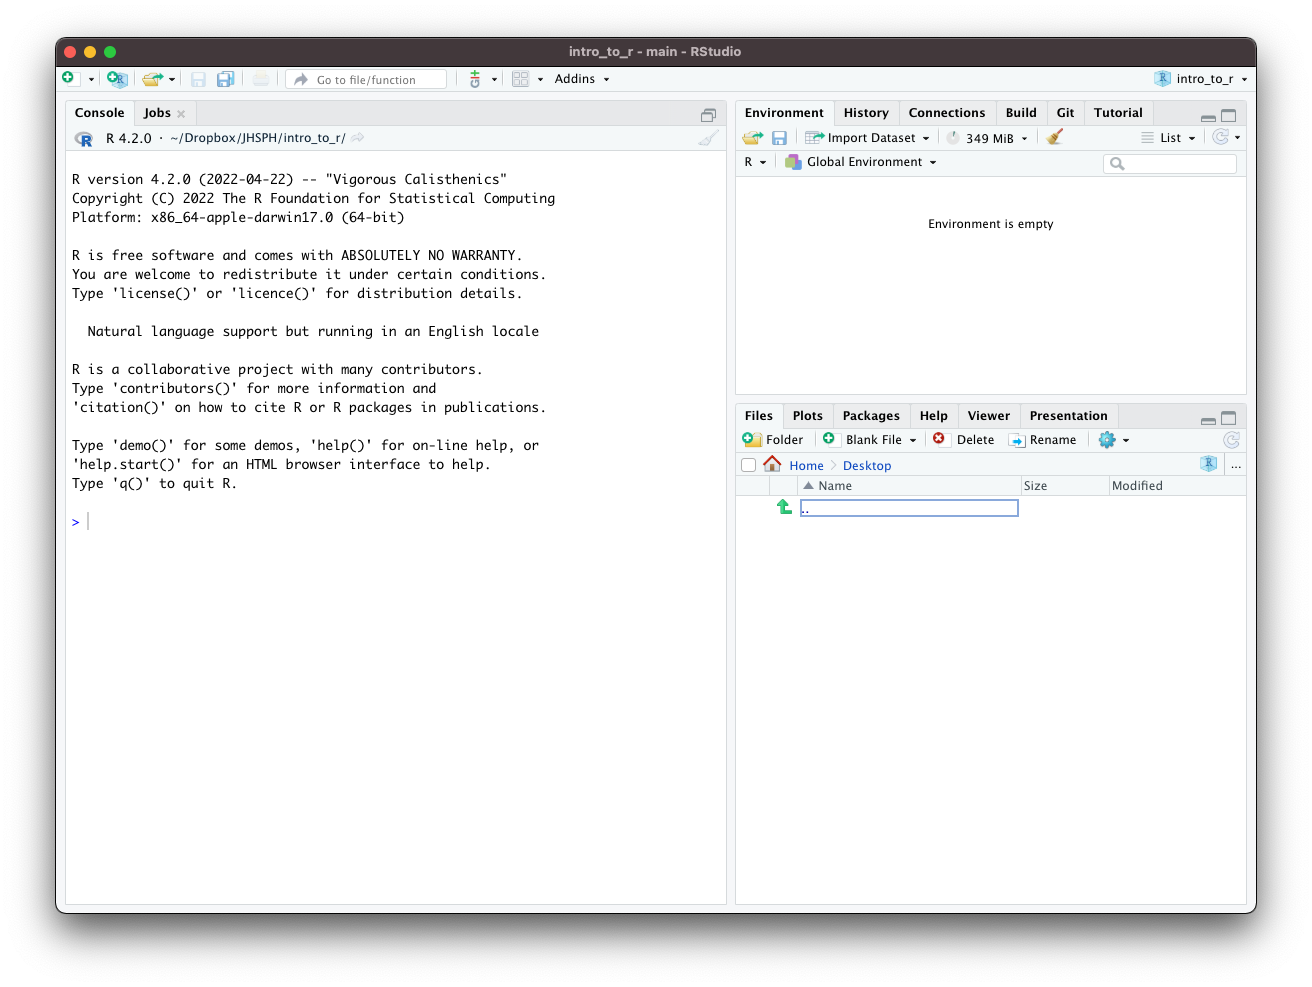 intro_to_r - main - RStudio
Go to file/function
Addins
intro_to_r
Console Jobs
R 4.2.0 · ~/Dropbox/JHSPH/intro_to_r/
R version 4.2.0 (2022-04-22) -- "Vigorous Calisthenics"
Copyright (C) 2022 The R Foundation for Statistical Computing
Platform: x86_64-apple-darwin17.0 (64-bit)
R is free software and comes with ABSOLUTELY NO WARRANTY.
You are welcome to redistribute it under certain conditions.
Type 'license()' or 'licence()' for distribution details.
Natural language support but running in an English locale
R is a collaborative project with many contributors.
Type 'contributors()' for more information and
'citation()' on how to cite R or R packages in publications.
Type 'demo()' for some demos, 'help()' for on-line help, or
'help.start()' for an HTML browser interface to help.
Type 'q()' to quit R.
>
Environment History Connections Build Git Tutorial
Import Dataset 349 MiB List
R Global Environment
Environment is empty
Files Plots Packages Help Viewer Presentation
Folder Blank File Delete Rename
Home Desktop ...
Name Size Modified
..